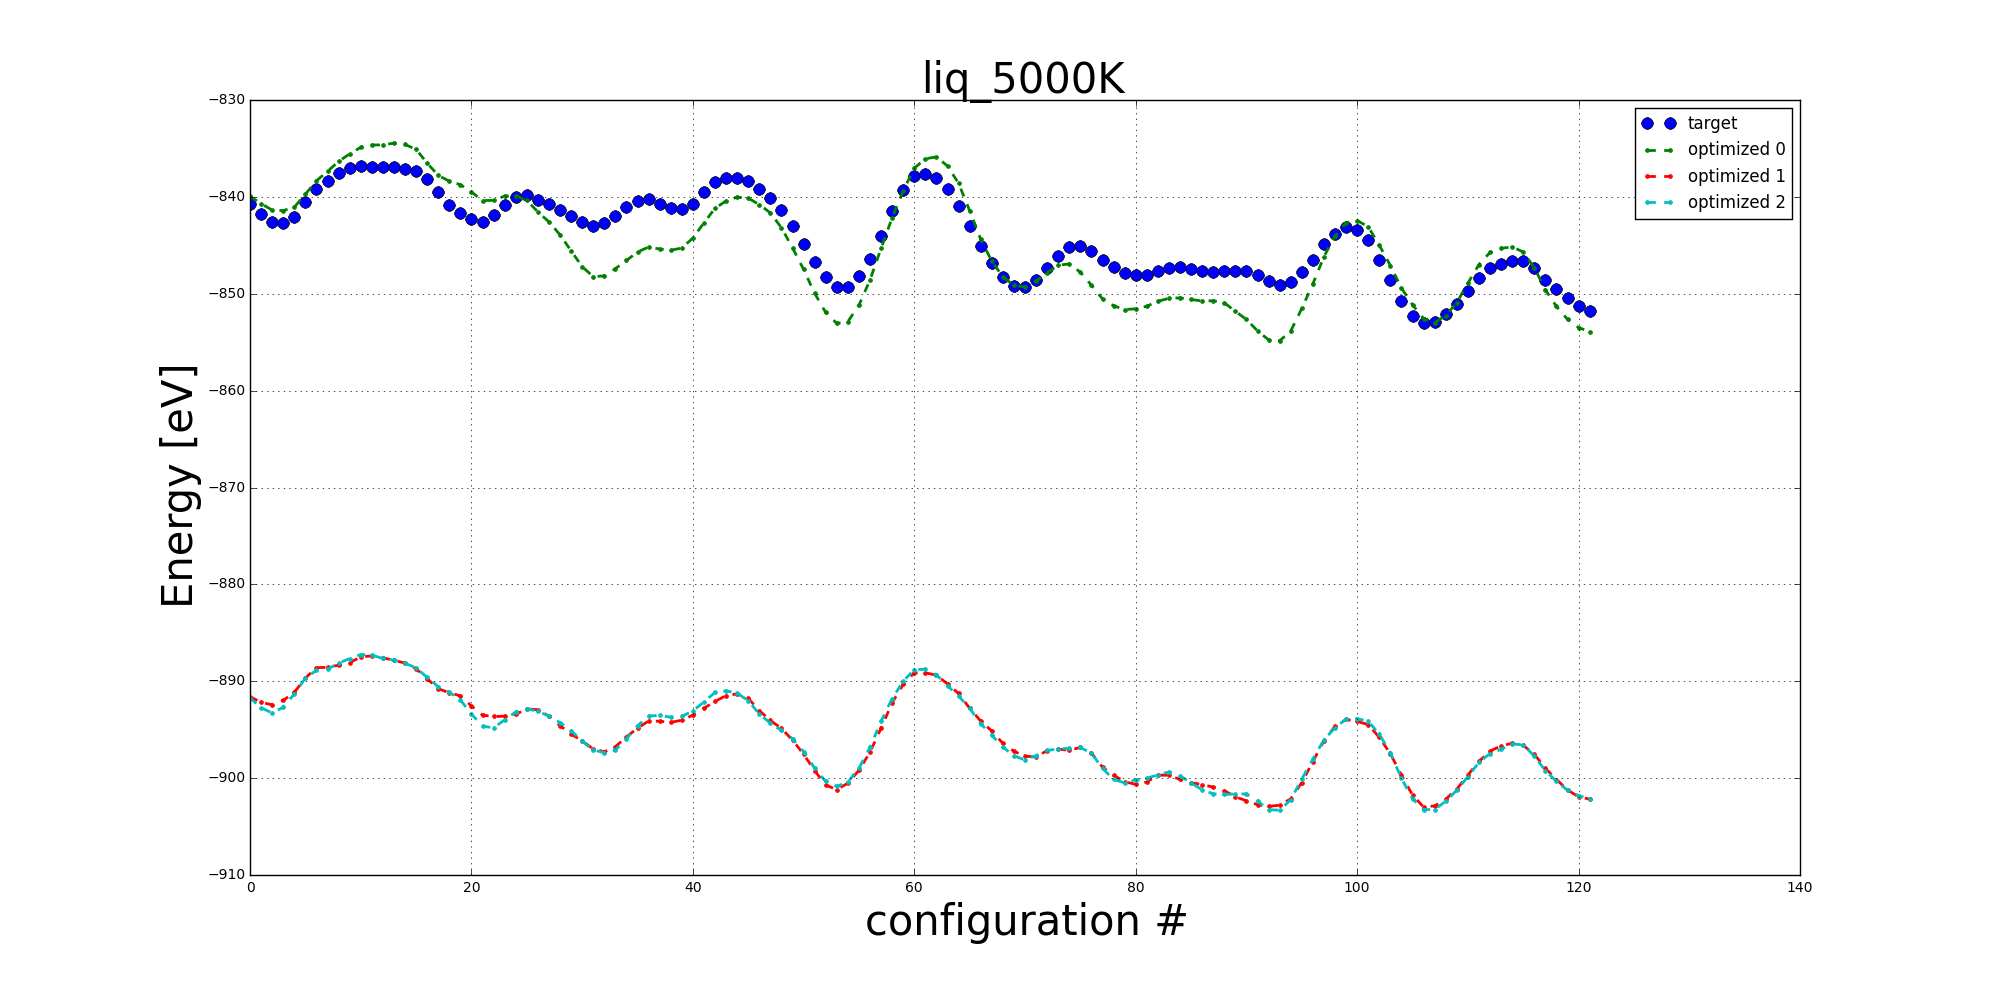 liq_5000K
−830
−840
−850
−860
−870
−880
−890
−900
−910
Energy [eV]
0
20
40
60
80
100
120
140
configuration #
target
optimized 0
optimized 1
optimized 2